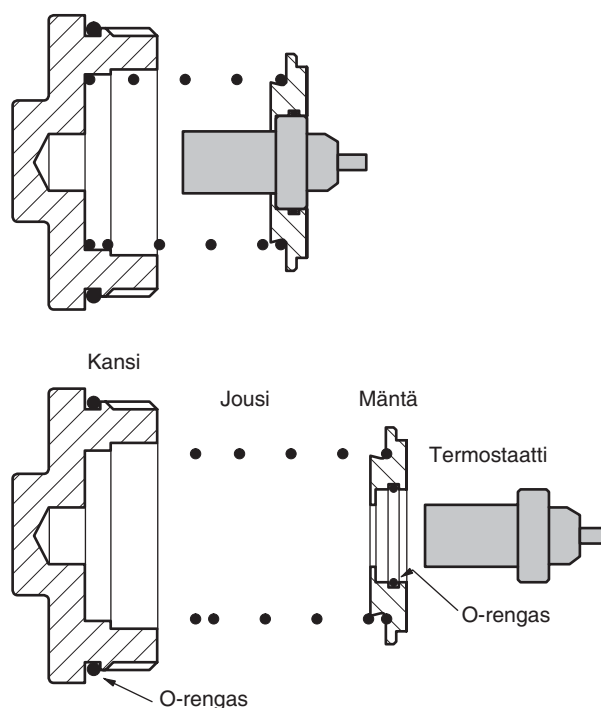 Kansi
Jousi
Mäntä
Termostaatti
O-rengas
O-rengas